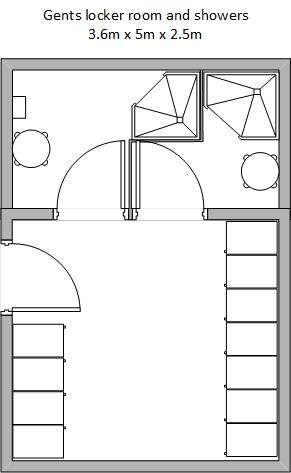 Gents locker room and showers
3.6m x 5m x 2.5m